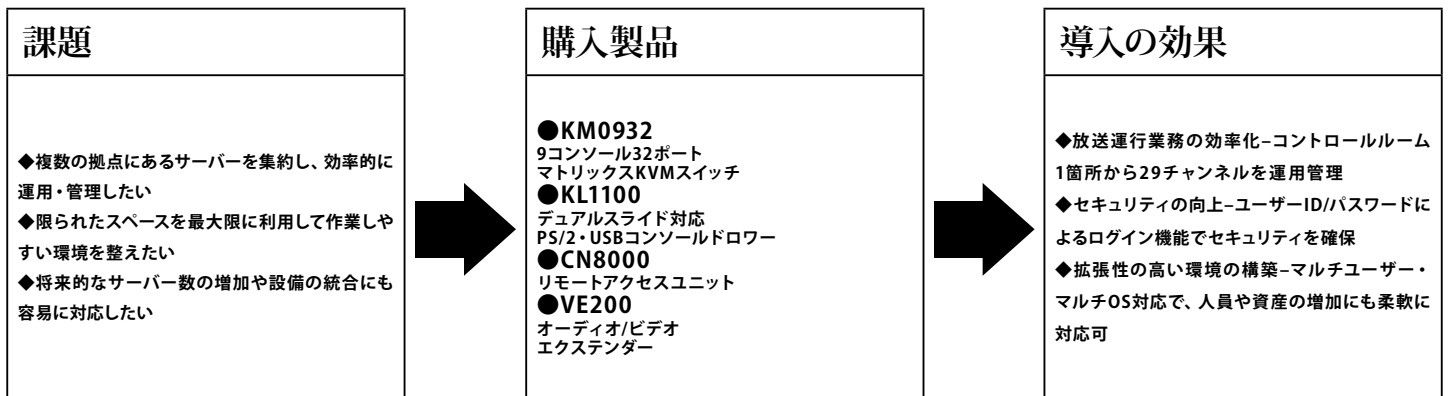 課題
◆複数の拠点にあるサーバーを集約し、効率的に
運用・管理したい
◆限られたスペースを最大限に利用して作業しや
すい環境を整えたい
◆将来的なサーバー数の増加や設備の統合にも
容易に対応したい
購入製品
●KM0932
9コンソール32ポート
マトリックスKVMスイッチ
●KL1100
デュアルスライド対応
PS/2・USBコンソールドロワー
●CN8000
リモートアクセスユニット
●VE200
オーディオ/ビデオ
エクステンダー
導入の効果
◆放送運行業務の効率化–コントロールルーム
1箇所から29チャンネルを運用管理
◆セキュリティの向上–ユーザーID/パスワードに
よるログイン機能でセキュリティを確保
◆拡張性の高い環境の構築–マルチユーザー・
マルチOS対応で、人員や資産の増加にも柔軟に
対応可